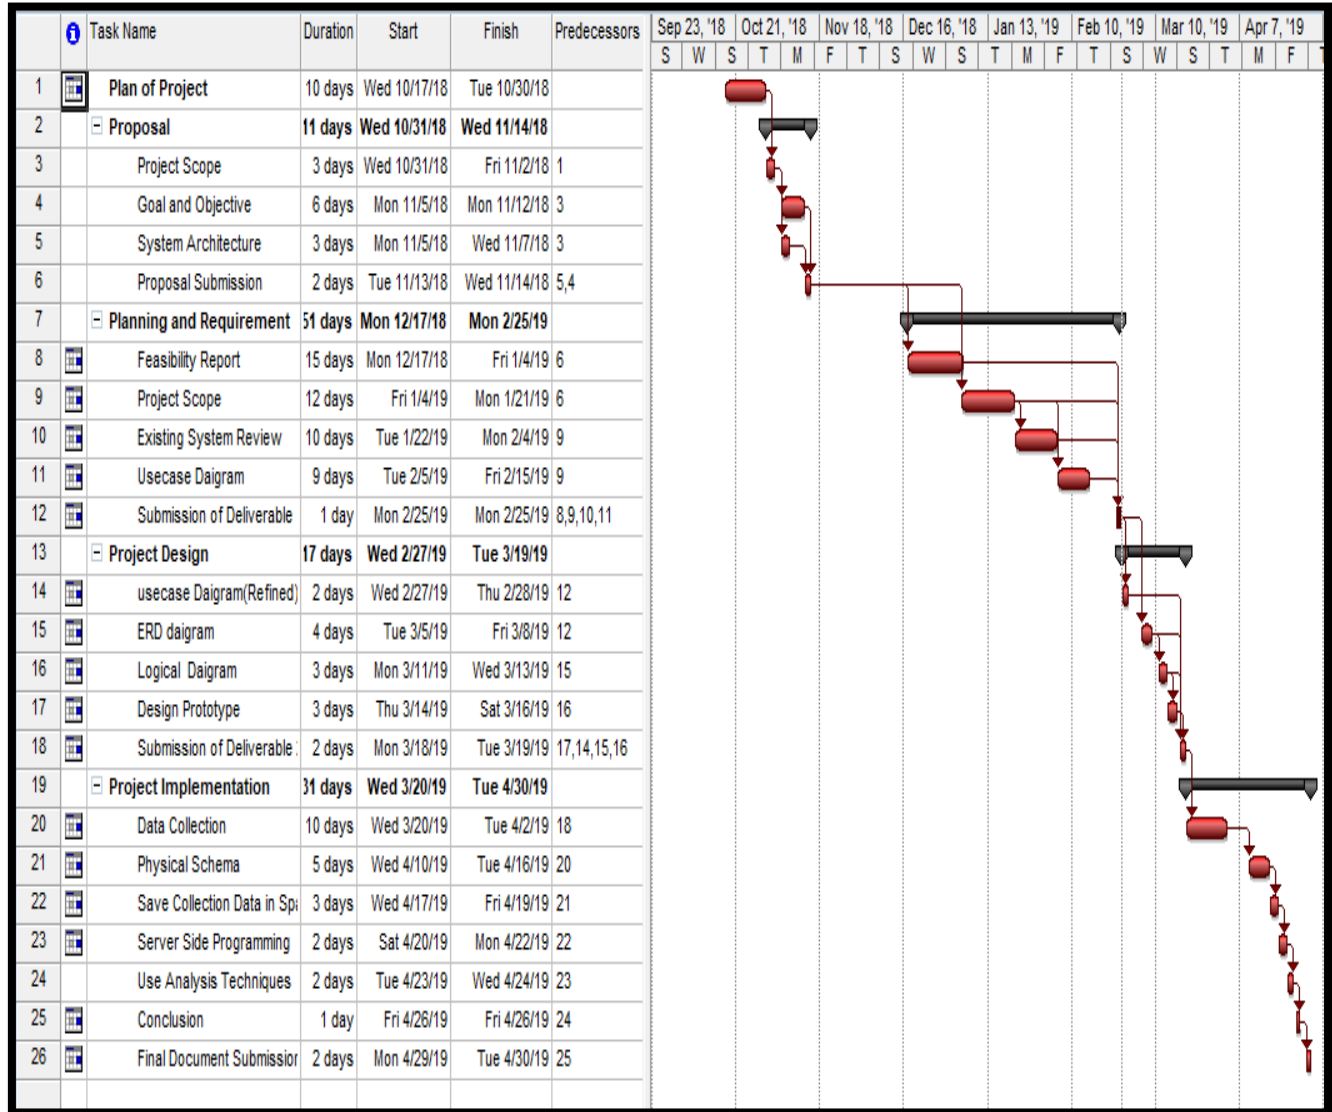 Task Name Duration Start Finish Predecessors Sep 23, '18 Oct 21, '18 Nov 18, '18 Dec 16, '18 Jan 13, '19 Feb 10, '19 Mar 10, '19 Apr 7, '19
S W S T M F T S W S T M F T S W S T M F T
1 Plan of Project 10 days Wed 10/17/18 Tue 10/30/18
2 Proposal 11 days Wed 10/31/18 Wed 11/14/18
3 Project Scope 3 days Wed 10/31/18 Fri 11/2/18 1
4 Goal and Objective 6 days Mon 11/5/18 Mon 11/12/18 3
5 System Architecture 3 days Mon 11/5/18 Wed 11/7/18 3
6 Proposal Submission 2 days Tue 11/13/18 Wed 11/14/18 5,4
7 Planning and Requirement 51 days Mon 12/17/18 Mon 2/25/19
8 Feasibility Report 15 days Mon 12/17/18 Fri 1/4/19 6
9 Project Scope 12 days Fri 1/4/19 Mon 1/21/19 6
10 Existing System Review 10 days Tue 1/22/19 Mon 2/4/19 9
11 Usecase Daigram 9 days Tue 2/5/19 Fri 2/15/19 9
12 Submission of Deliverable 1 day Mon 2/25/19 Mon 2/25/19 8,9,10,11
13 Project Design 17 days Wed 2/27/19 Tue 3/19/19
14 usecase Daigram(Refined) 2 days Wed 2/27/19 Thu 2/28/19 12
15 ERD daigram 4 days Tue 3/5/19 Fri 3/8/19 12
16 Logical Daigram 3 days Mon 3/11/19 Wed 3/13/19 15
17 Design Prototype 3 days Thu 3/14/19 Sat 3/16/19 16
18 Submission of Deliverable 2 days Mon 3/18/19 Tue 3/19/19 17,14,15,16
19 Project Implementation 31 days Wed 3/20/19 Tue 4/30/19
20 Data Collection 10 days Wed 3/20/19 Tue 4/2/19 18
21 Physical Schema 5 days Wed 4/10/19 Tue 4/16/19 20
22 Save Collection Data in Spa 3 days Wed 4/17/19 Fri 4/19/19 21
23 Server Side Programming 2 days Sat 4/20/19 Mon 4/22/19 22
24 Use Analysis Techniques 2 days Tue 4/23/19 Wed 4/24/19 23
25 Conclusion 1 day Fri 4/26/19 Fri 4/26/19 24
26 Final Document Submission 2 days Mon 4/29/19 Tue 4/30/19 25